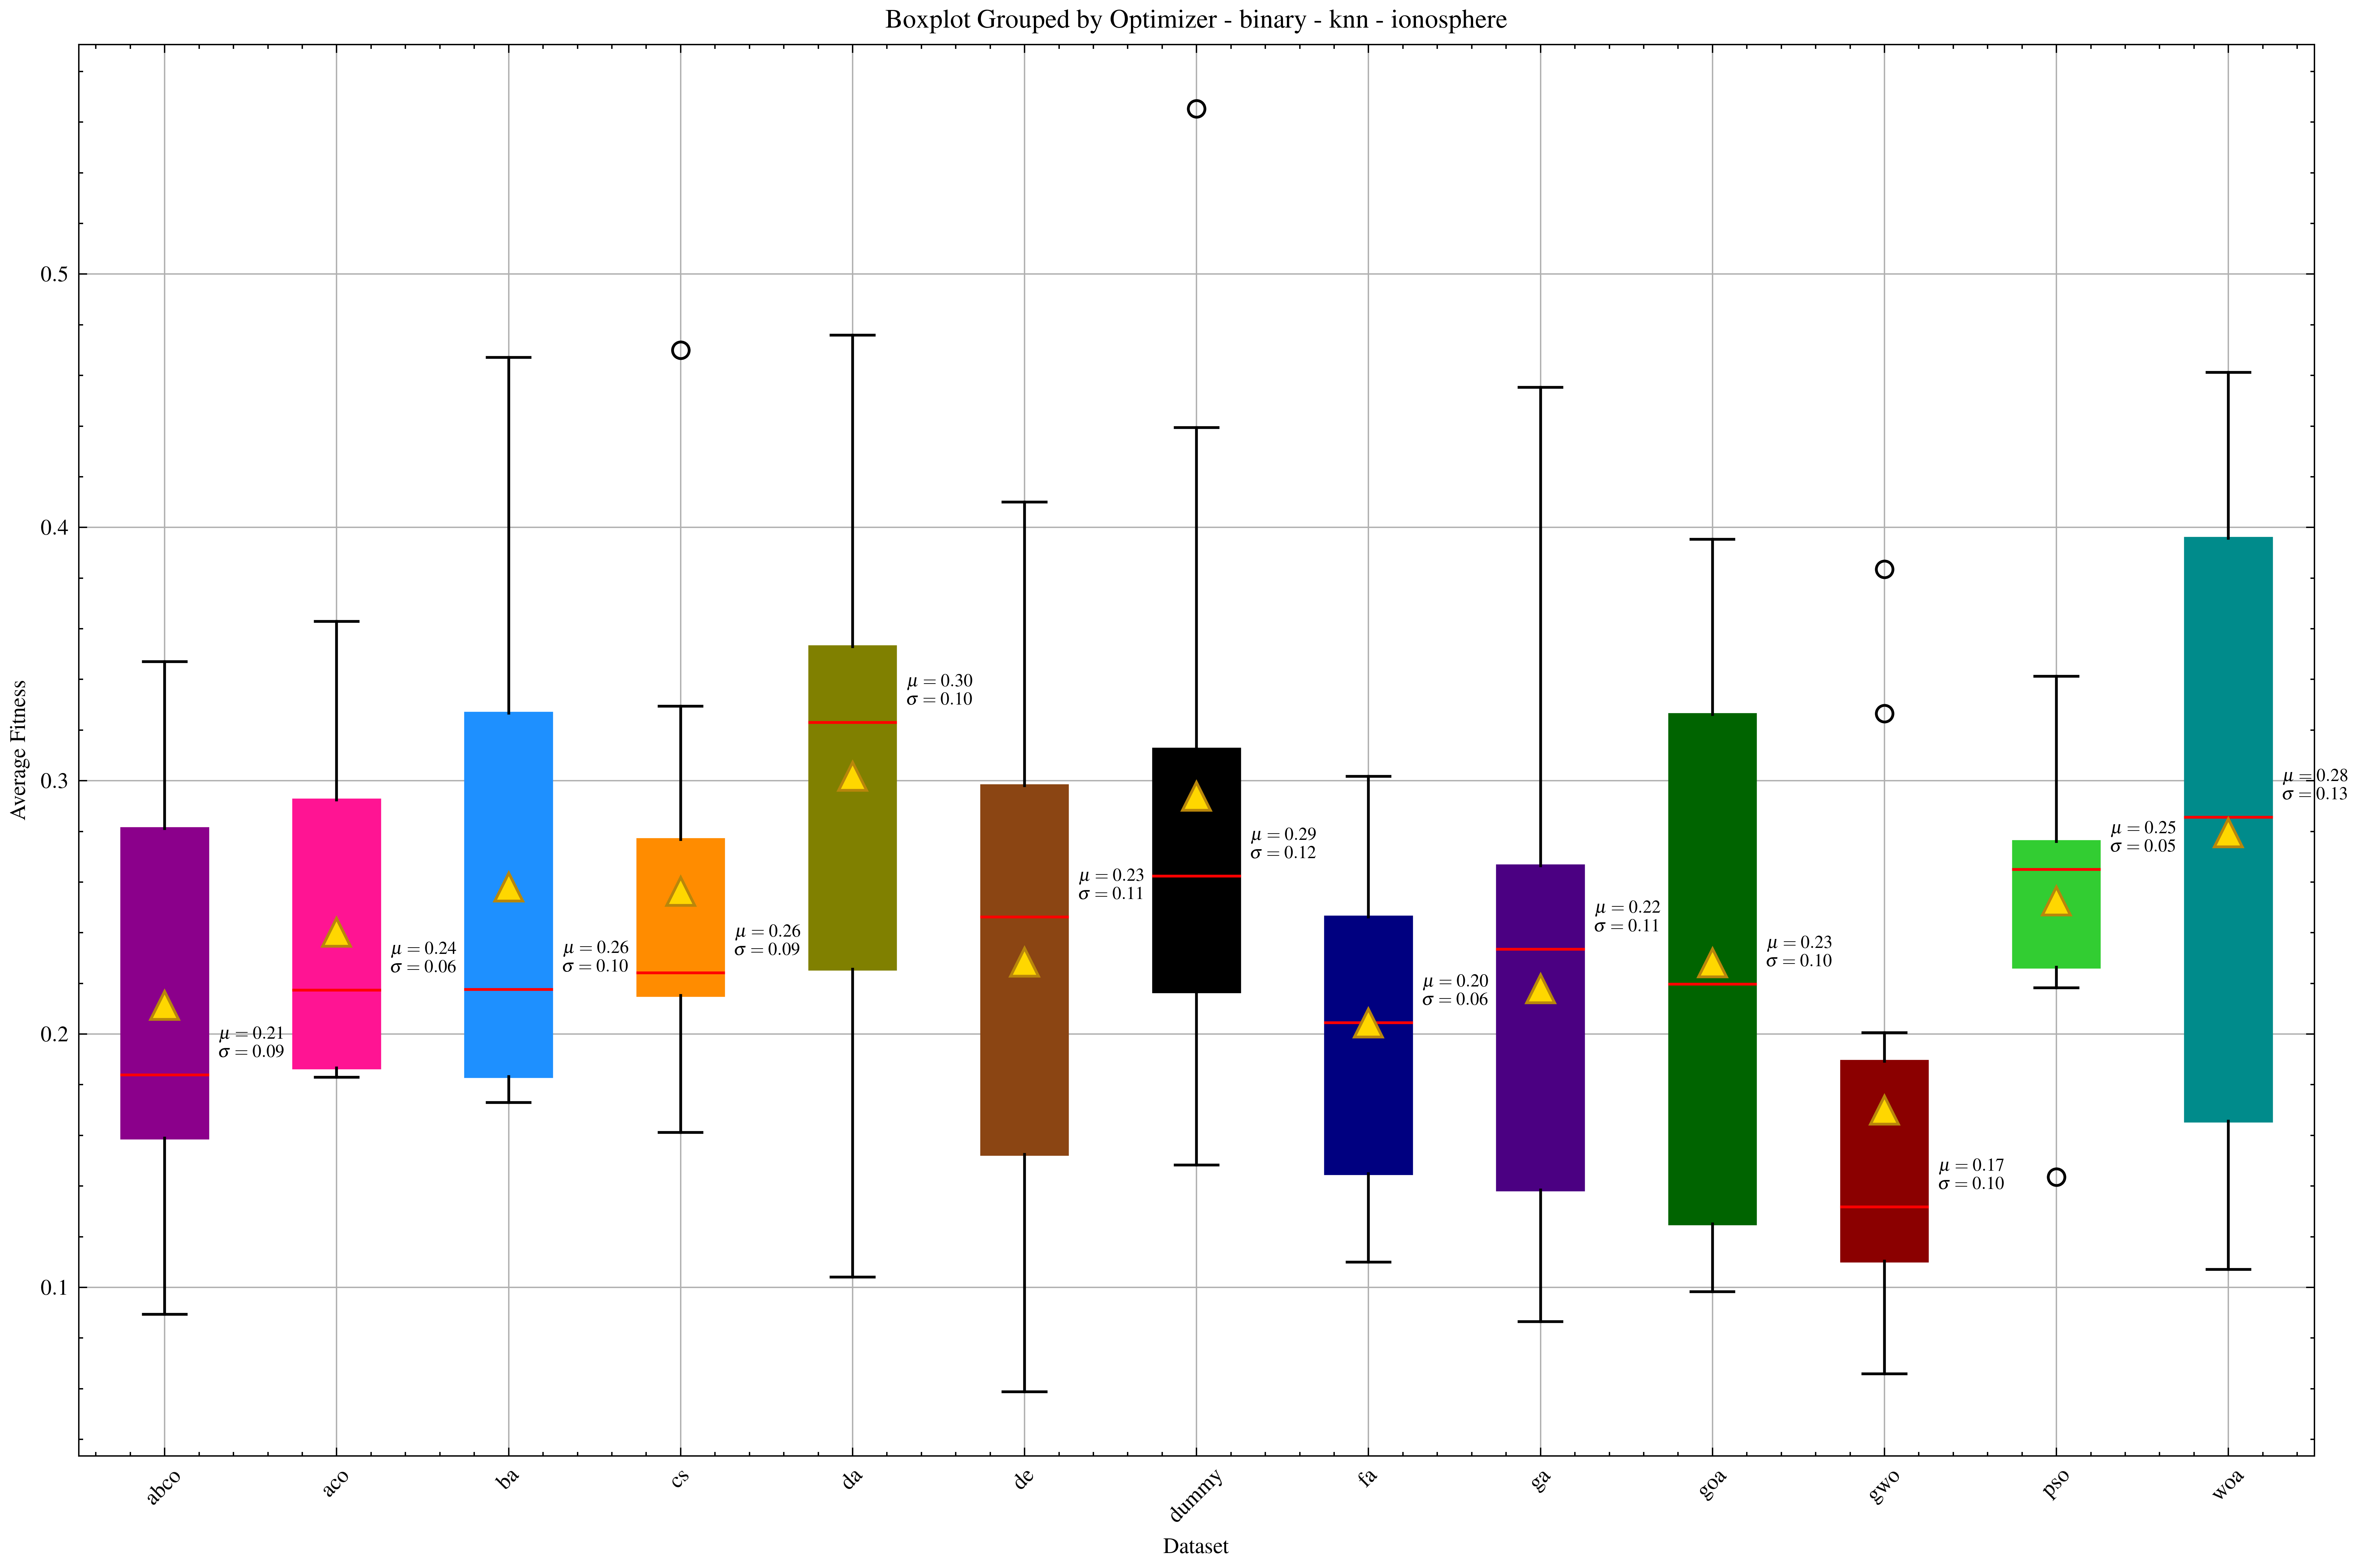 Boxplot Grouped by Optimizer - binary - knn - ionosphere
Average Fitness
0.5
0.4
0.3
0.2
0.1
μ = 0.21
σ = 0.09
μ = 0.24
σ = 0.06
μ = 0.26
σ = 0.10
μ = 0.26
σ = 0.09
μ = 0.30
σ = 0.10
μ = 0.23
σ = 0.11
μ = 0.29
σ = 0.12
μ = 0.20
σ = 0.06
μ = 0.22
σ = 0.11
μ = 0.23
σ = 0.10
μ = 0.17
σ = 0.10
μ = 0.25
σ = 0.05
μ = 0.28
σ = 0.13
abco
aco
ba
cs
da
de
dummy
fa
ga
goa
gwo
pso
woa
Dataset